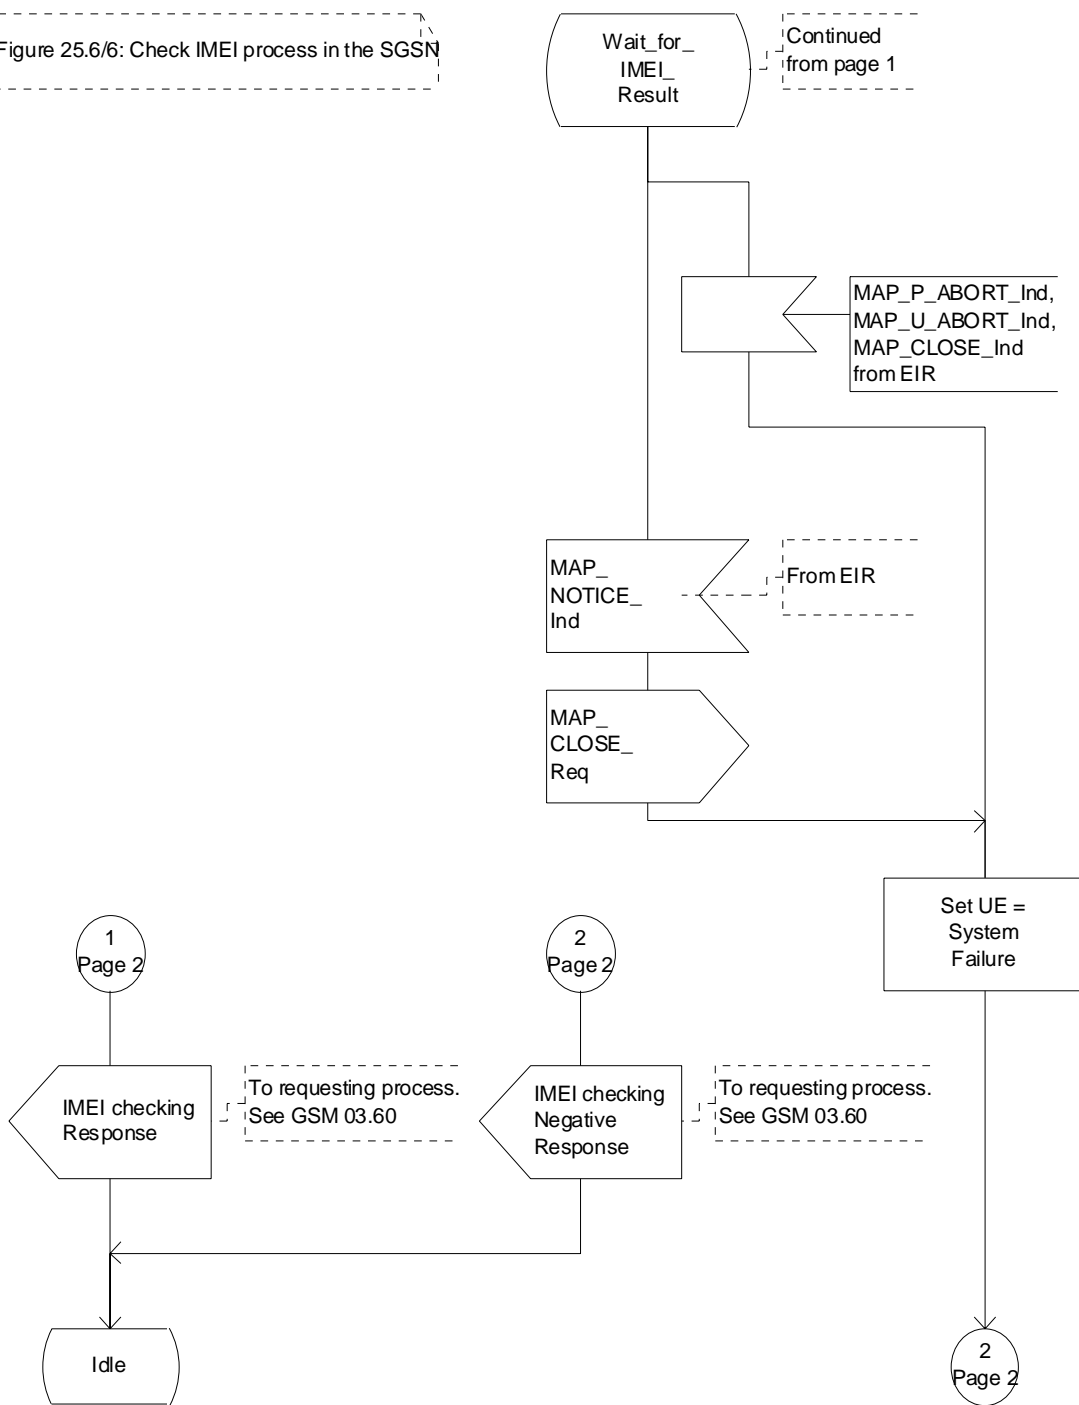 Figure 25.6/6: Check IMEI process in the SGSN
Wait_for_
IMEI_
Result
Continued
from page 1
MAP_P_ABORT_Ind,
MAP_U_ABORT_Ind,
MAP_CLOSE_Ind
from EIR
MAP_
NOTICE_
Ind
From EIR
MAP_
CLOSE_
Req
Set UE =
System
Failure
1
Page 2
2
Page 2
IMEI checking
Response
To requesting process.
See GSM 03.60
IMEI checking
Negative
Response
To requesting process.
See GSM 03.60
Idle
2
Page 2